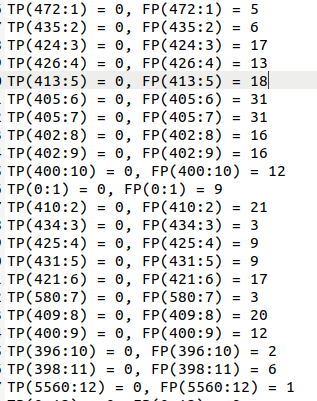 TP(472:1) = 0, FP(472:1) = 5
TP(435:2) = 0, FP(435:2) = 6
TP(424:3) = 0, FP(424:3) = 17
TP(426:4) = 0, FP(426:4) = 13
TP(413:5) = 0, FP(413:5) = 18
TP(405:6) = 0, FP(405:6) = 31
TP(405:7) = 0, FP(405:7) = 31
TP(402:8) = 0, FP(402:8) = 16
TP(402:9) = 0, FP(402:9) = 16
TP(400:10) = 0, FP(400:10) = 12
TP(0:1) = 0, FP(0:1) = 9
TP(410:2) = 0, FP(410:2) = 21
TP(434:3) = 0, FP(434:3) = 3
TP(425:4) = 0, FP(425:4) = 9
TP(431:5) = 0, FP(431:5) = 9
TP(421:6) = 0, FP(421:6) = 17
TP(580:7) = 0, FP(580:7) = 3
TP(409:8) = 0, FP(409:8) = 20
TP(400:9) = 0, FP(400:9) = 12
TP(396:10) = 0, FP(396:10) = 2
TP(398:11) = 0, FP(398:11) = 6
TP(5560:12) = 0, FP(5560:12) = 1